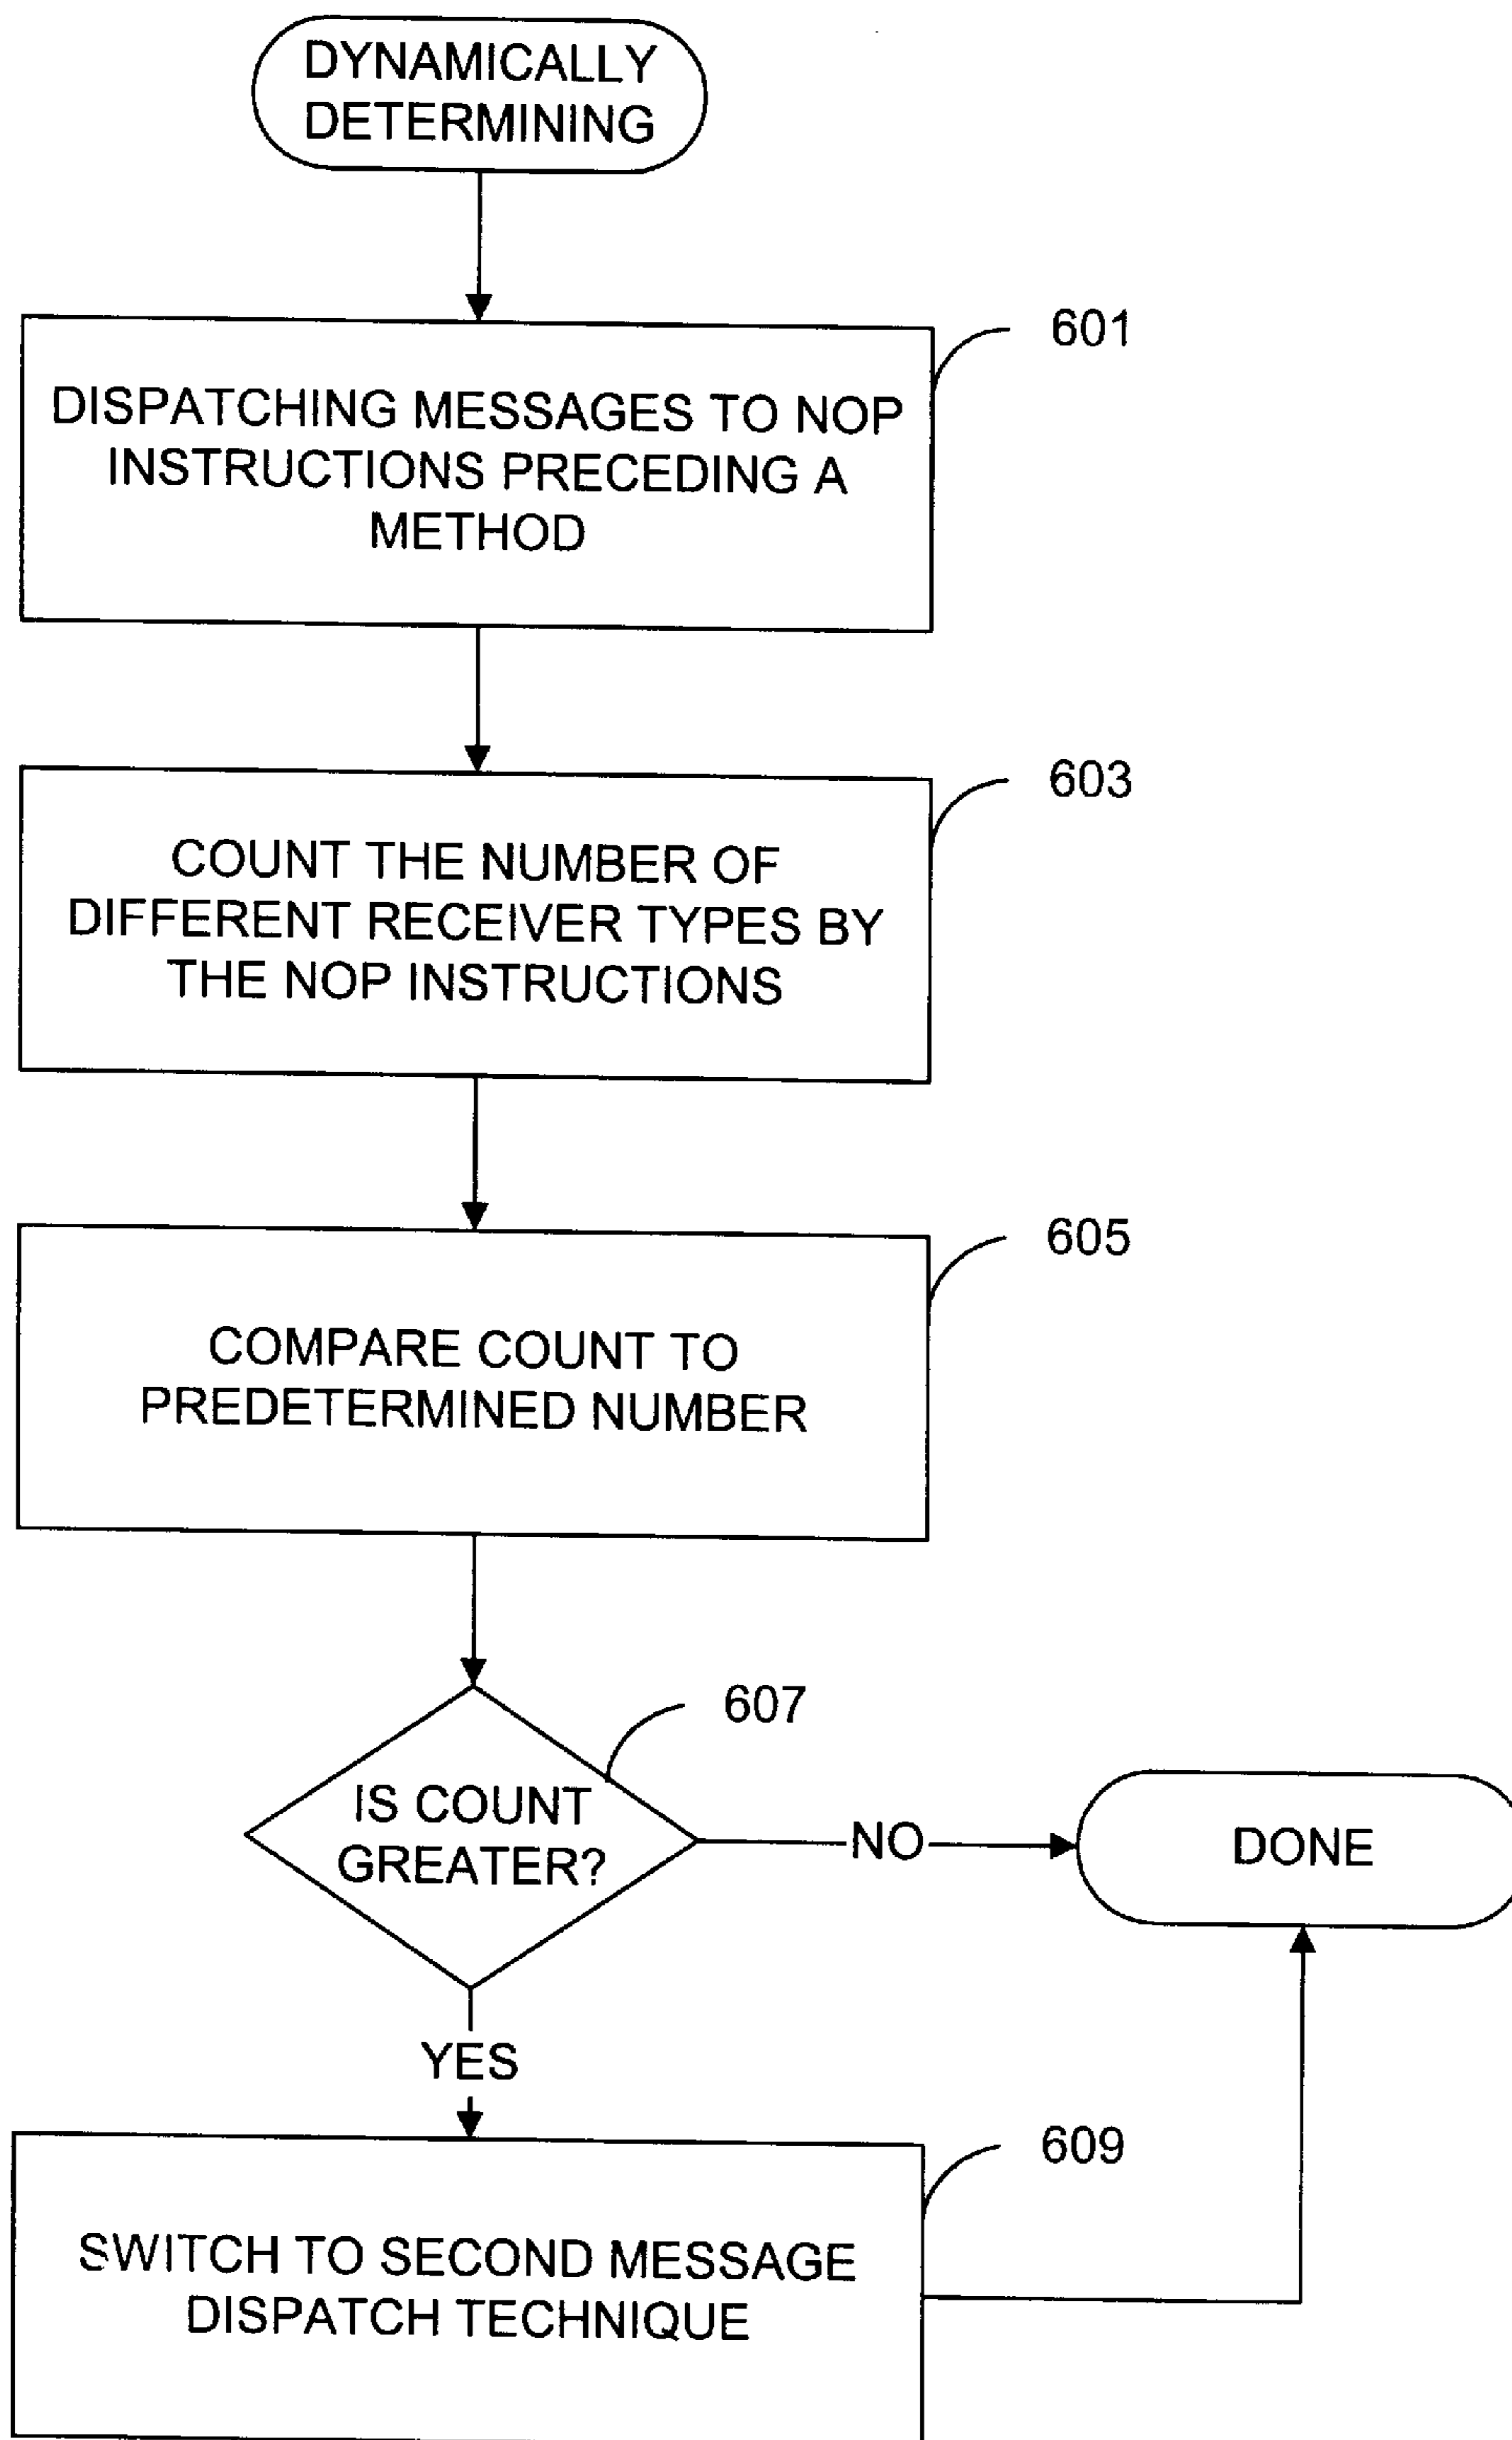 DYNAMICALLY
DETERMINING
601
DISPATCHING MESSAGES TO NOP
INSTRUCTIONS PRECEDING A
METHOD
603
COUNT THE NUMBER OF
DIFFERENT RECEIVER TYPES BY
THE NOP INSTRUCTIONS
605
COMPARE COUNT TO
PREDETERMINED NUMBER
607
IS COUNT
GREATER?
NO
DONE
YES
609
SWITCH TO SECOND MESSAGE
DISPATCH TECHNIQUE